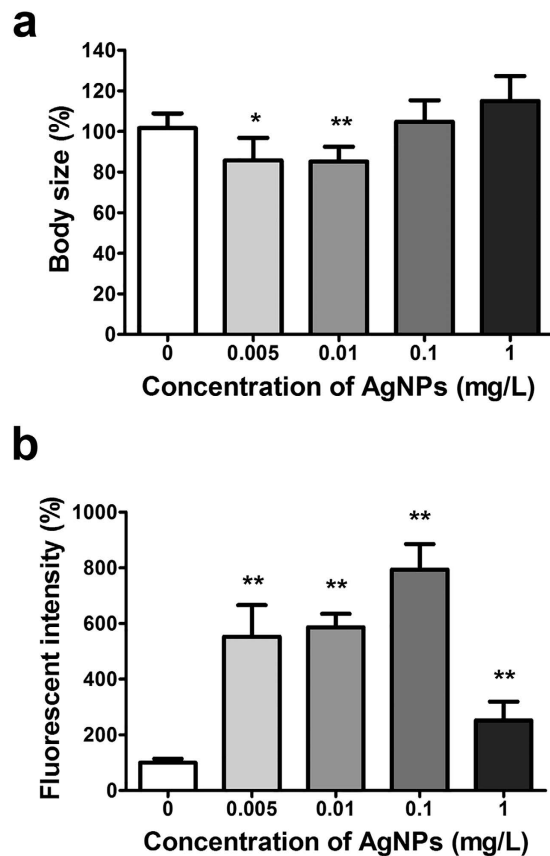 a
Body size (%)
140
120
100
80
60
40
20
0
*
**
0 0.005 0.01 0.1 1
Concentration of AgNPs (mg/L)
b
Fluorescent intensity (%)
1000
800
600
400
200
0
**
**
**
**
0 0.005 0.01 0.1 1
Concentration of AgNPs (mg/L)